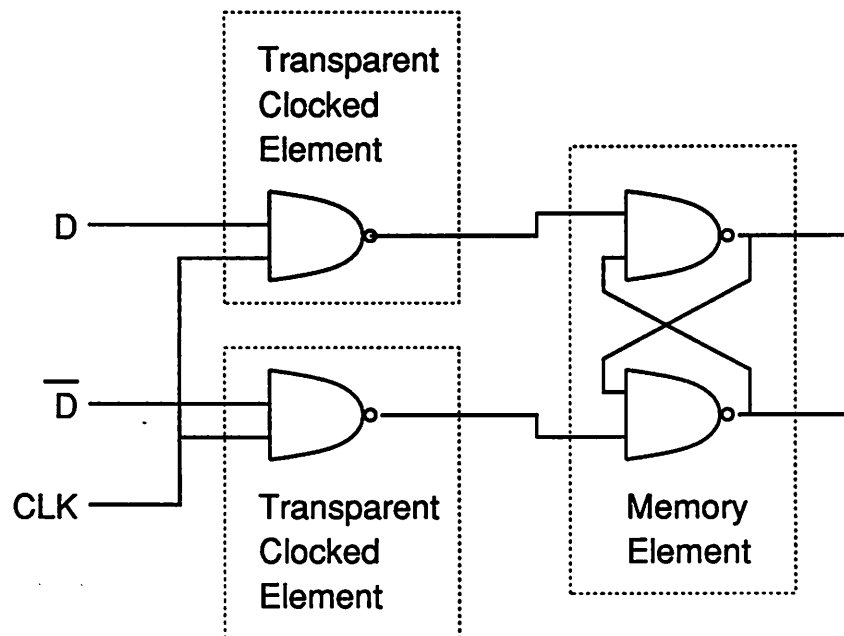 Transparent
Clocked
Element
D
D̅
CLK
Transparent
Clocked
Element
Memory
Element